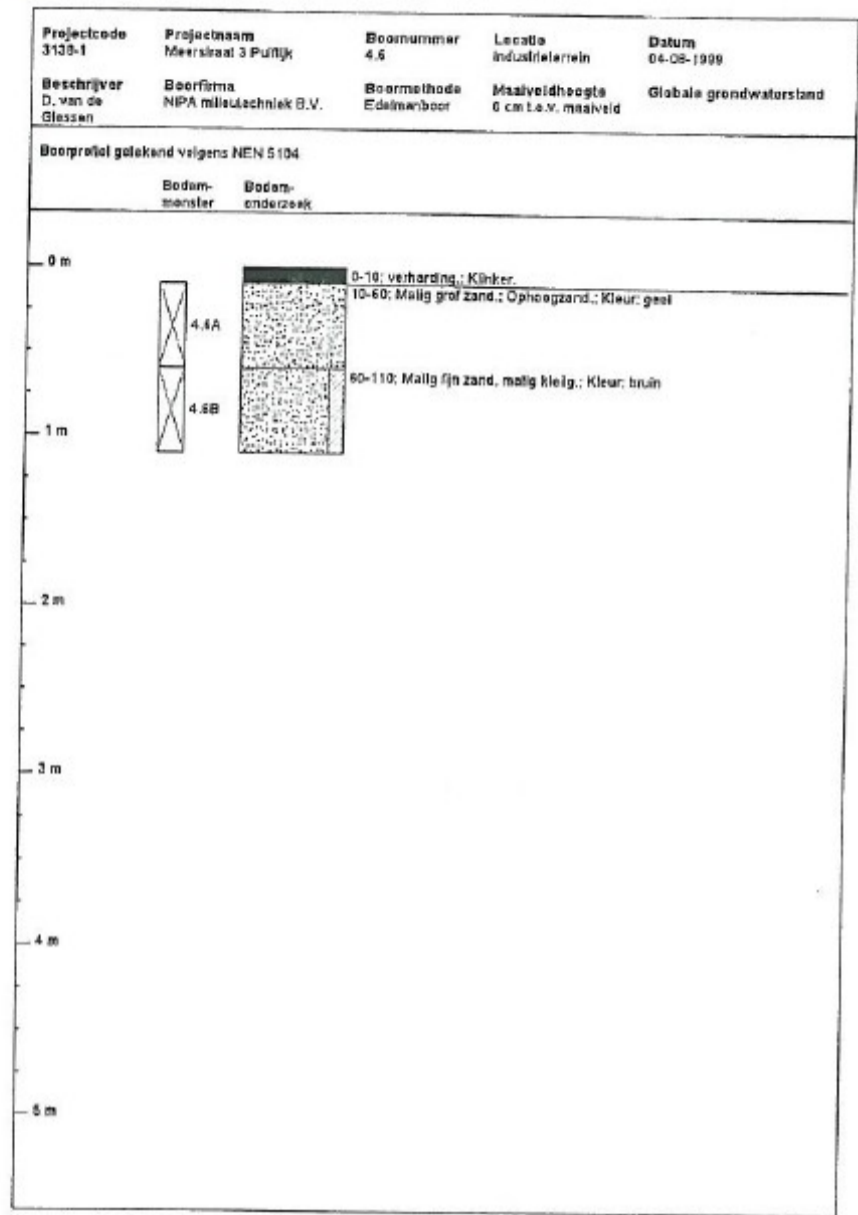 Projectcode Projectnaam Boornummer Locatie Datum
3138-1 Meerstraat 3 Puiflijk 4.6 Industrieterrein 04-08-1999
Beschrijver Boorfirma Boormethode Maaiveldhoogte Globale grondwaterstand
D. van de NIPA milieutechniek B.V. Edelmanboor 0 cm t.o.v. maaiveld
Giessen
Boorprofiel getekend volgens NEN 5104
Bodem- Bodem-
monster onderzoek
0 m
0-10; verharding.; Klinker.
10-60; Matig grof zand.; Ophoogzand.; Kleur: geel
4.6A
60-110; Matig fijn zand, matig kleiig.; Kleur: bruin
4.6B
1 m
2 m
3 m
4 m
5 m